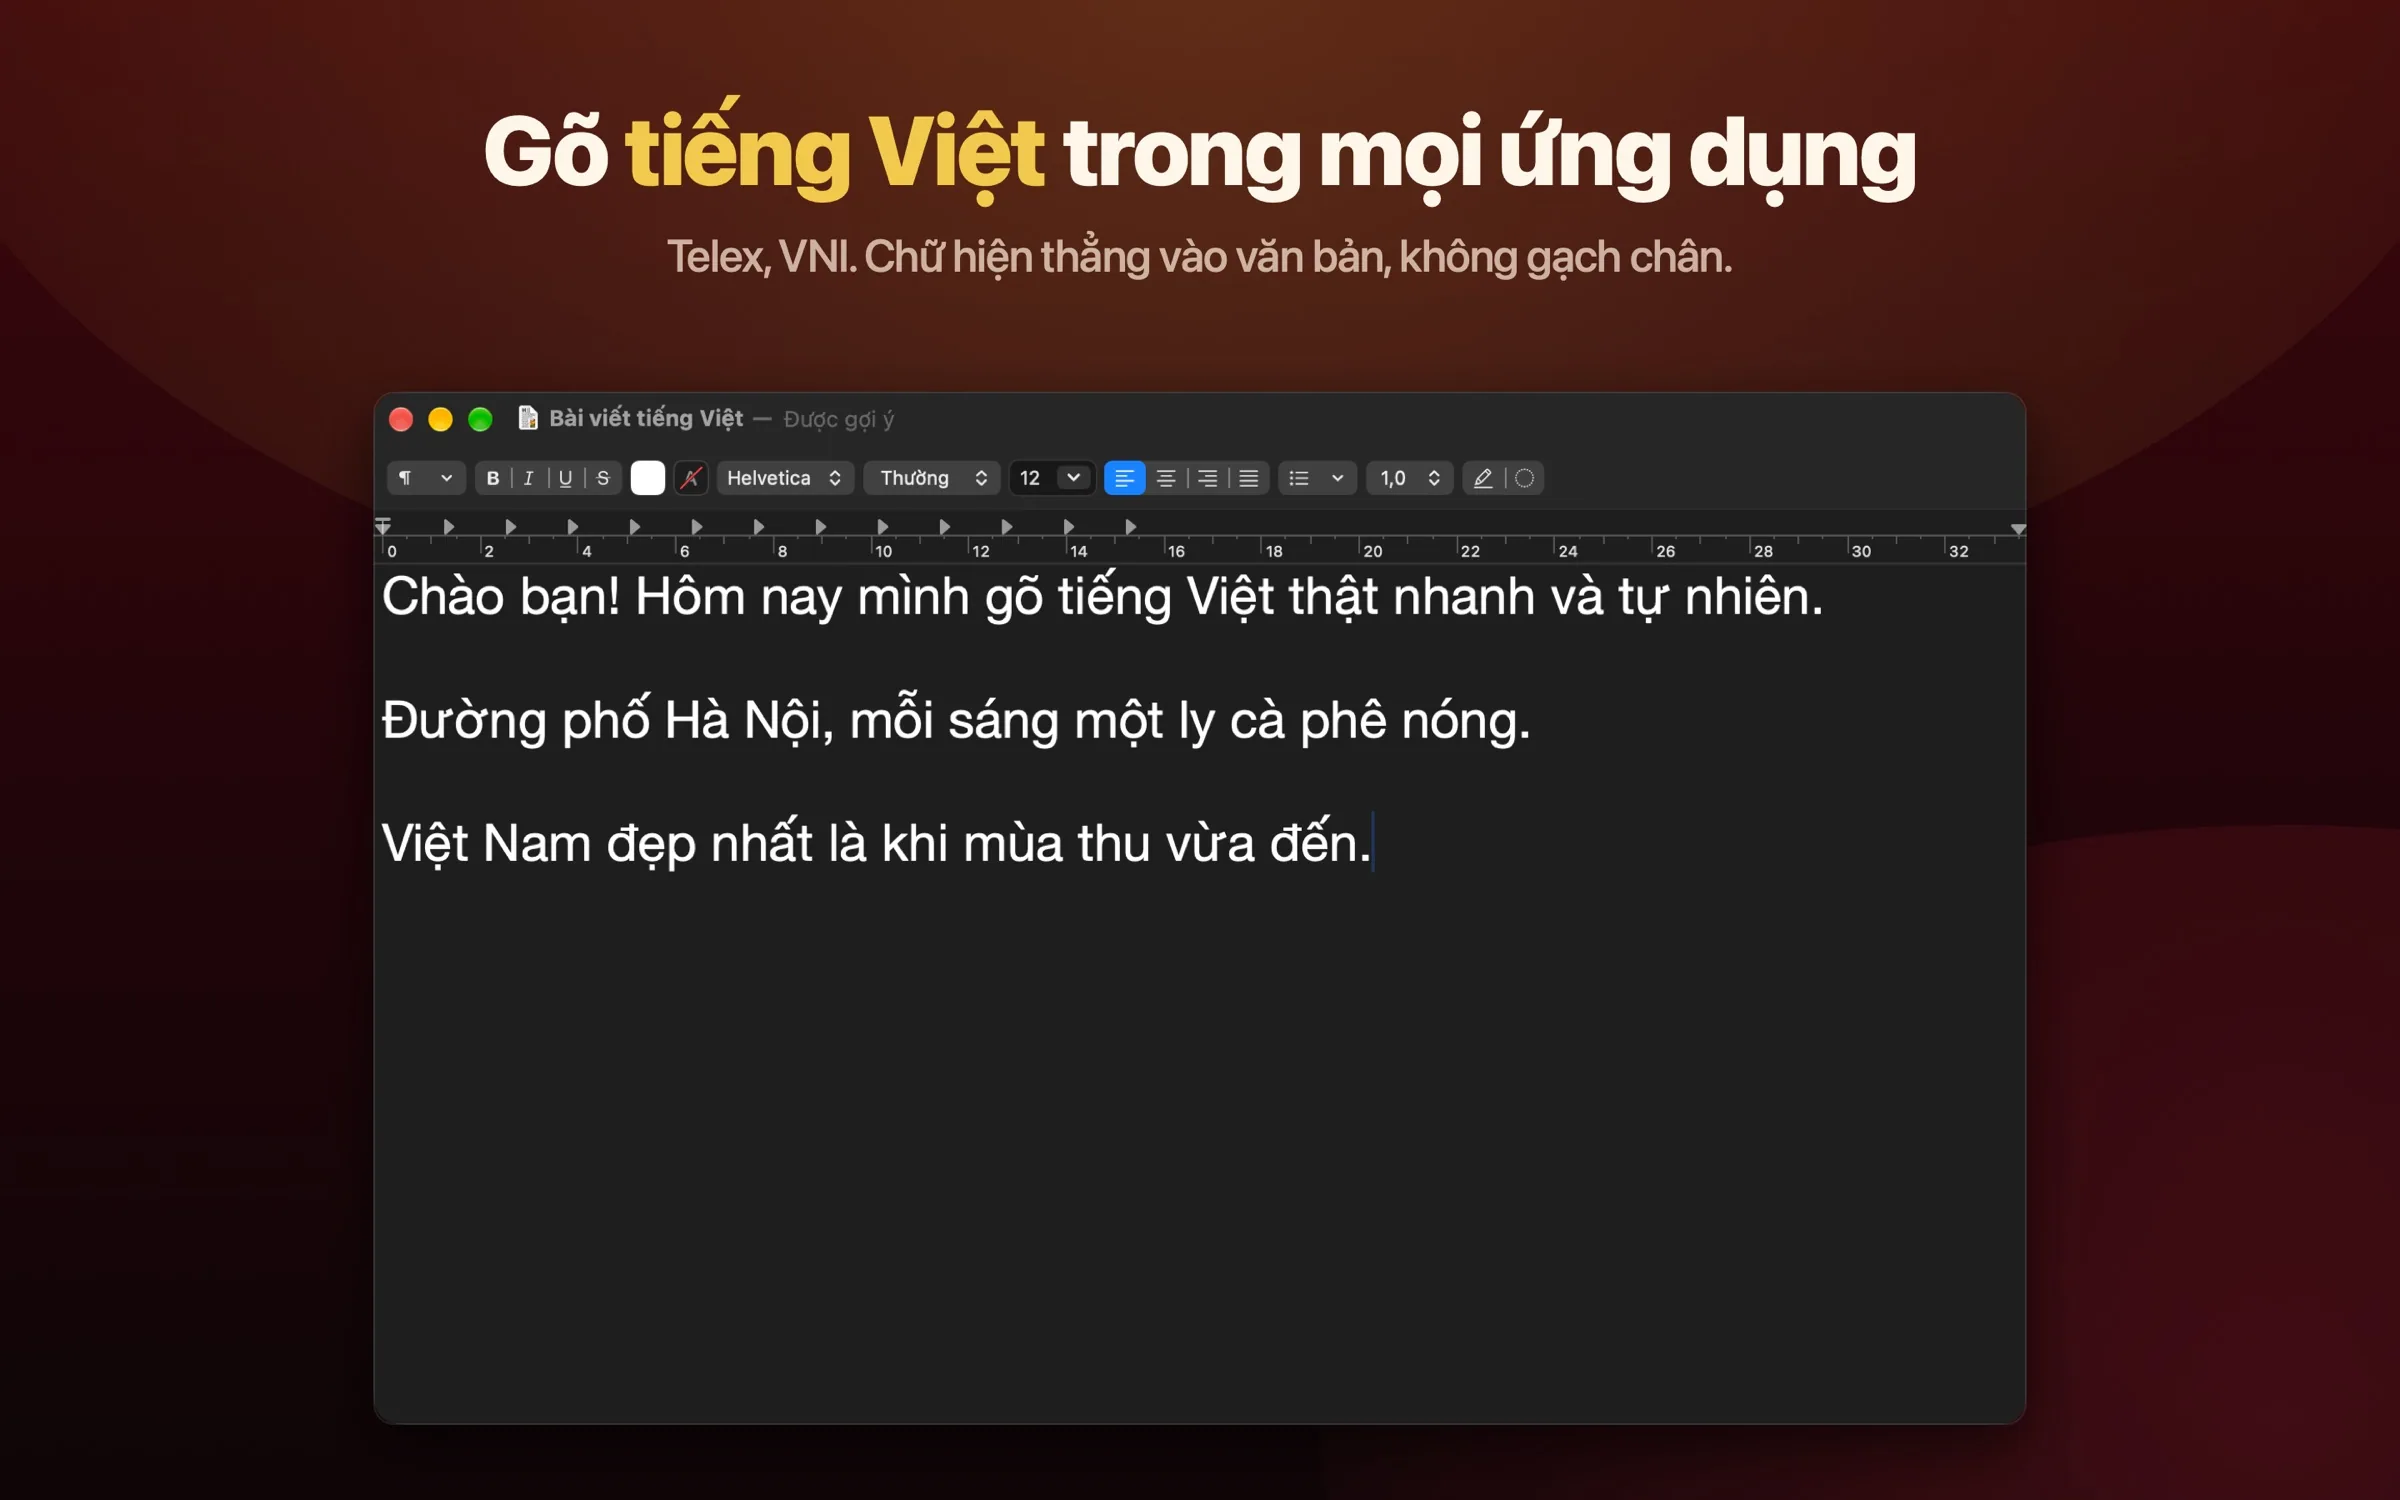 Gõ tiếng Việt trong mọi ứng dụng
Telex, VNI. Chữ hiện thẳng vào văn bản, không gạch chân.
Bài viết tiếng Việt — Được gợi ý
¶ B I U S A Helvetica Thường 12 1,0
0 2 4 6 8 10 12 14 16 18 20 22 24 26 28 30 32
Chào bạn! Hôm nay mình gõ tiếng Việt thật nhanh và tự nhiên.
Đường phố Hà Nội, mỗi sáng một ly cà phê nóng.
Việt Nam đẹp nhất là khi mùa thu vừa đến.